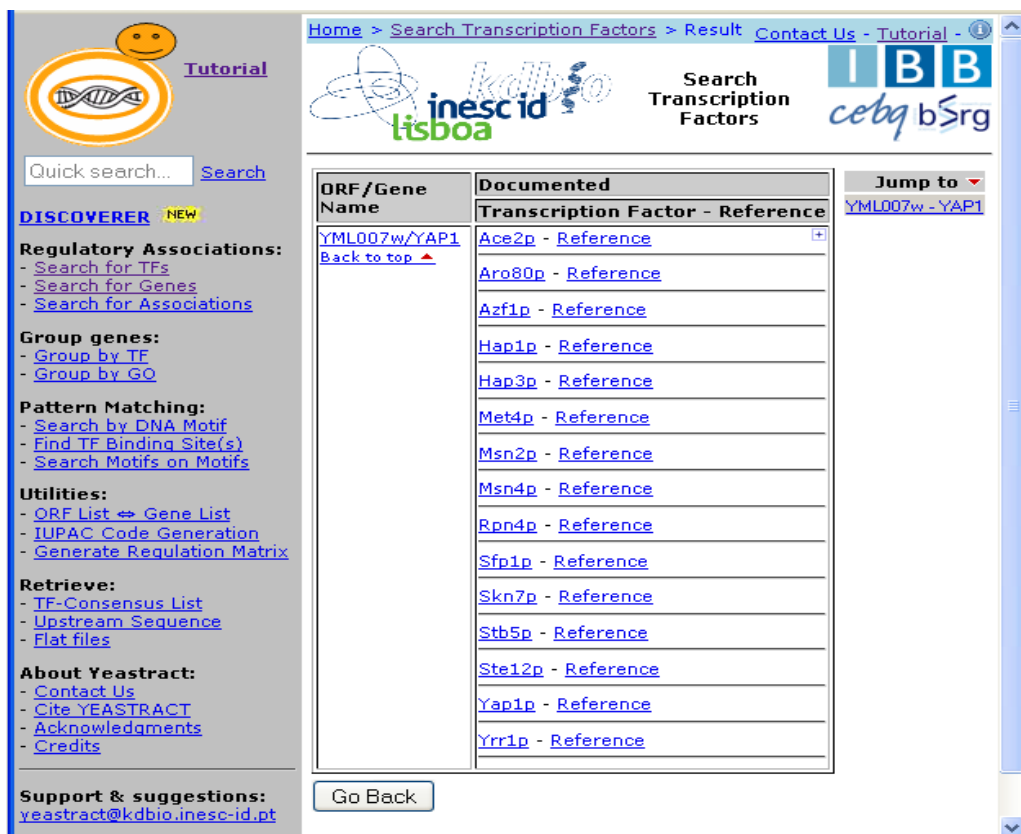 Tutorial
Quick search... Search
DISCOVERER NEW
Regulatory Associations:
- Search for TFs
- Search for Genes
- Search for Associations
Group genes:
- Group by TF
- Group by GO
Pattern Matching:
- Search by DNA Motif
- Find TF Binding Site(s)
- Search Motifs on Motifs
Utilities:
- ORF List ⇔ Gene List
- IUPAC Code Generation
- Generate Regulation Matrix
Retrieve:
- TF-Consensus List
- Upstream Sequence
- Flat files
About Yeastract:
- Contact Us
- Cite YEASTRACT
- Acknowledgments
- Credits
Support & suggestions:
yeastract@kdbio.inesc-id.pt
Home > Search Transcription Factors > Result Contact Us - Tutorial - i
kdbio
inesc id
lisboa
Search
Transcription
Factors
IBB
cebq bSrg
ORF/Gene
Name
Documented
Transcription Factor - Reference
YML007w/YAP1
Back to top
Ace2p - Reference
Aro80p - Reference
Azf1p - Reference
Hap1p - Reference
Hap3p - Reference
Met4p - Reference
Msn2p - Reference
Msn4p - Reference
Rpn4p - Reference
Sfp1p - Reference
Skn7p - Reference
Stb5p - Reference
Ste12p - Reference
Yap1p - Reference
Yrr1p - Reference
Jump to
YML007w - YAP1
Go Back